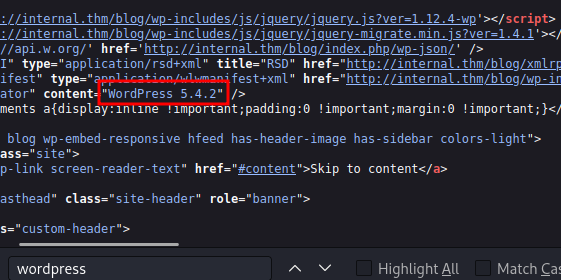 ://internal.thm/blog/wp-includes/js/jquery/jquery.js?ver=1.12.4-wp'></script>
://internal.thm/blog/wp-includes/js/jquery/jquery-migrate.min.js?ver=1.4.1'></
//api.w.org/' href='http://internal.thm/blog/index.php/wp-json/' />
I" type="application/rsd+xml" title="RSD" href="http://internal.thm/blog/xmlrp
ifest" type="application/wlwmanifest+xml" href="http://internal.thm/blog/wp-in
ator" content="WordPress 5.4.2" />
ments a{display:inline !important;padding:0 !important;margin:0 !important;}</
blog wp-embed-responsive hfeed has-header-image has-sidebar colors-light">
ass="site">
p-link screen-reader-text" href="#content">Skip to content</a>
asthead" class="site-header" role="banner">
s="custom-header">
wordpress
Highlight All
Match Cas